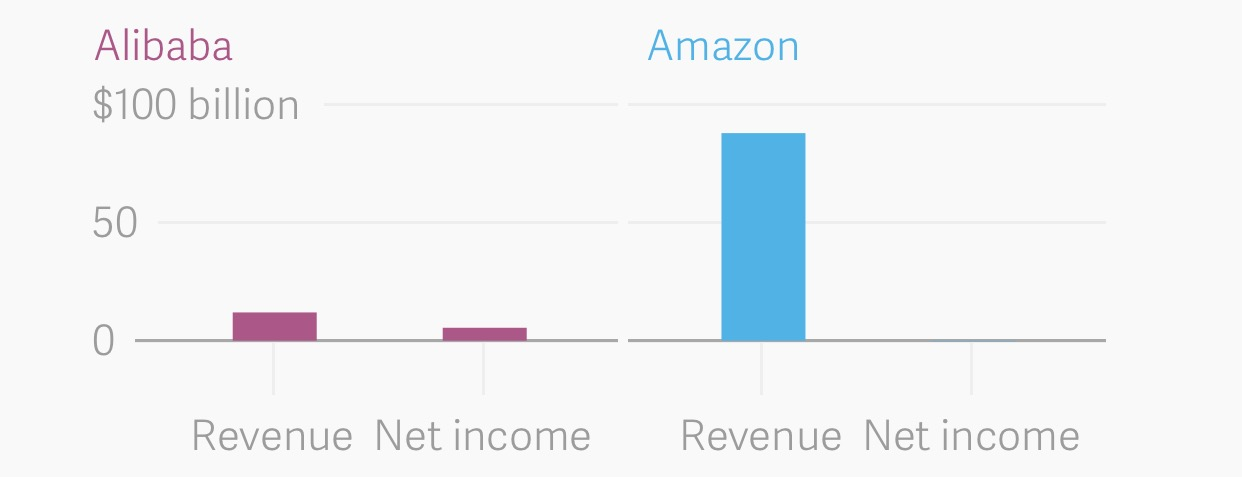 Alibaba
Amazon
$100 billion
50
0
Revenue Net income Revenue Net income